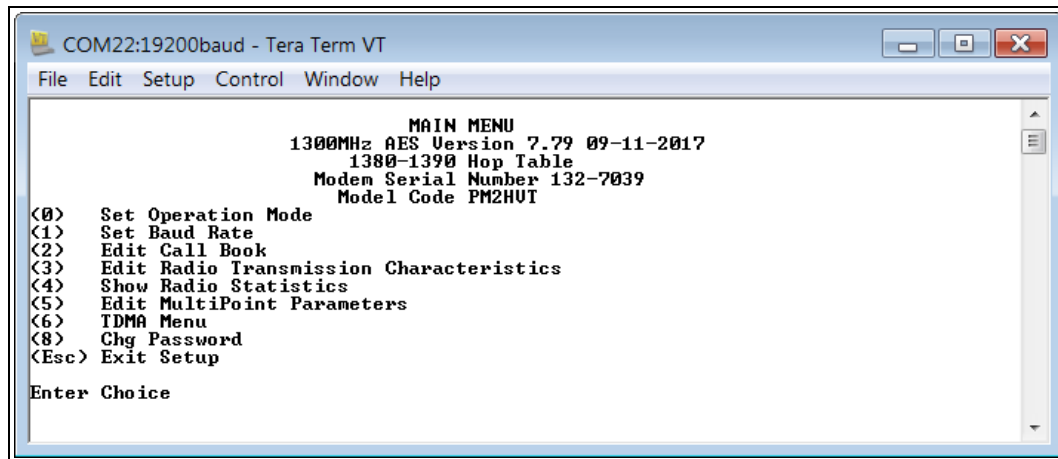 COM22:19200baud - Tera Term VT
File Edit Setup Control Window Help
MAIN MENU
1300MHz AES Version 7.79 09-11-2017
1380-1390 Hop Table
Modem Serial Number 132-7039
Model Code PM2HVT
(0) Set Operation Mode
(1) Set Baud Rate
(2) Edit Call Book
(3) Edit Radio Transmission Characteristics
(4) Show Radio Statistics
(5) Edit MultiPoint Parameters
(6) TDMA Menu
(8) Chg Password
(Esc) Exit Setup
Enter Choice